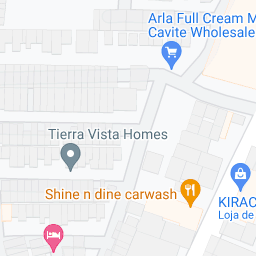 Arla Full Cream M
Cavite Wholesale
Tierra Vista Homes
Shine n dine carwash
KIRAC
Loja de